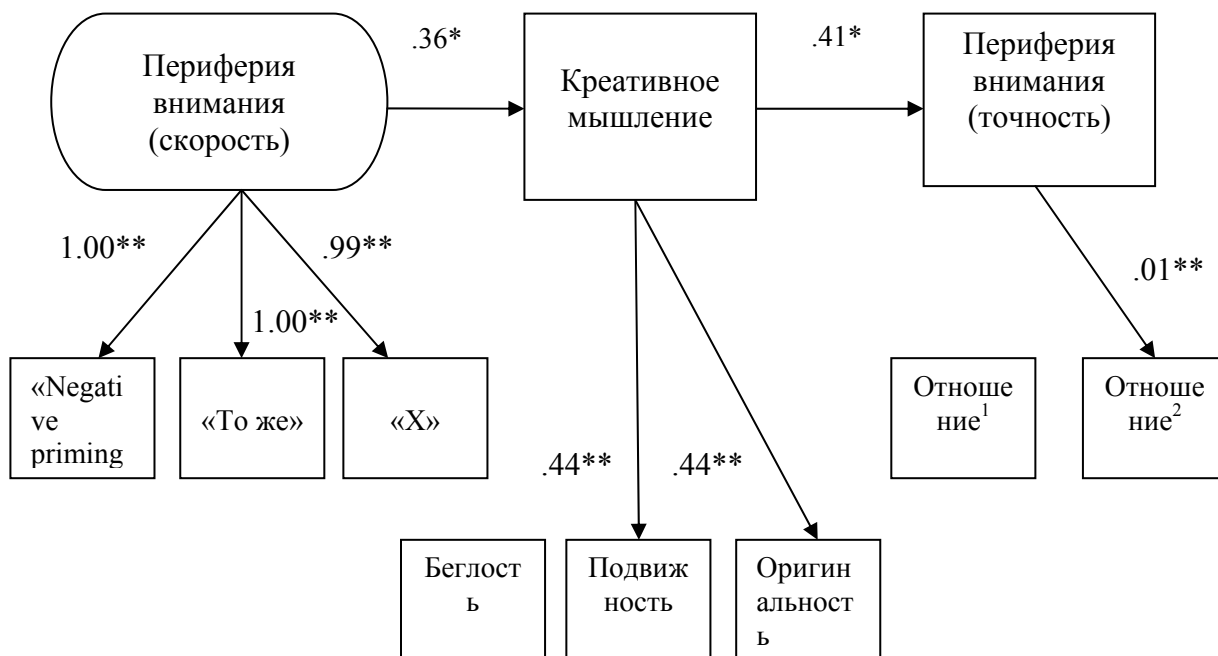 Периферия
внимания
(скорость)
.36*
Креативное
мышление
.41*
Периферия
внимания
(точность)
1.00**
1.00**
.99**
.01**
«Negati
ve
priming
«То же»
«Х»
Отноше
ние¹
Отноше
ние²
.44**
.44**
Беглост
ь
Подвиж
ность
Оригин
альност
ь